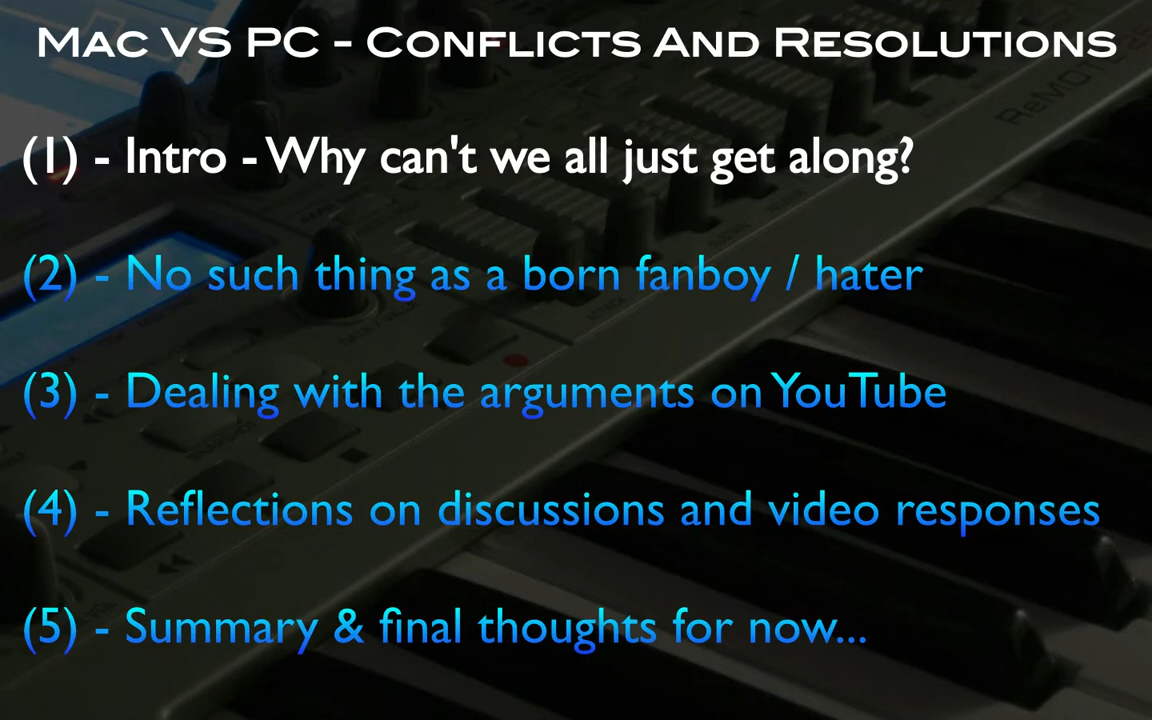 Mac VS PC - Conflicts And Resolutions
(1) - Intro - Why can't we all just get along?
(2) - No such thing as a born fanboy / hater
(3) - Dealing with the arguments on YouTube
(4) - Reflections on discussions and video responses
(5) - Summary & final thoughts for now...